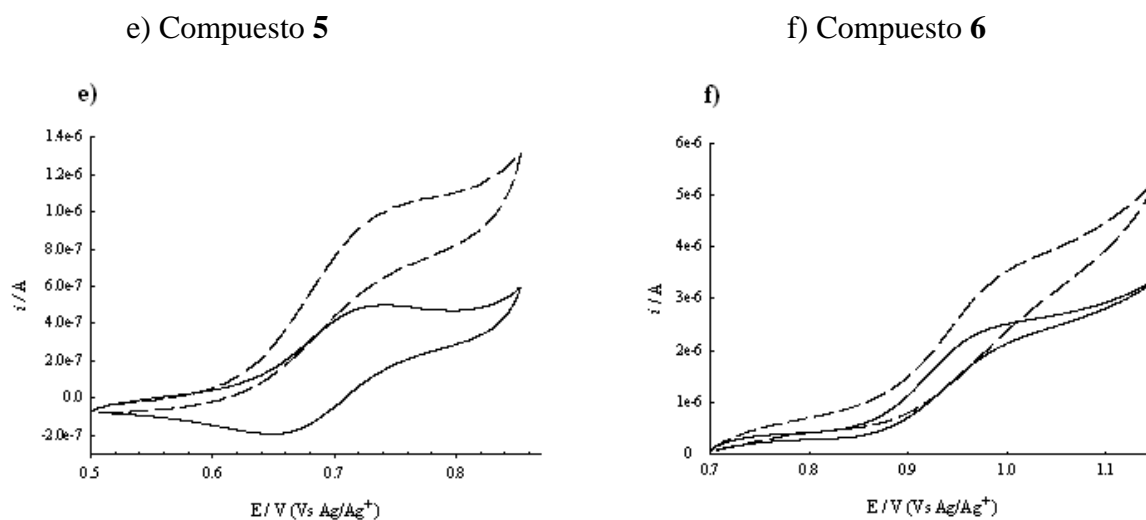 e) Compuesto 5
f) Compuesto 6
e)
1.4e-6
1.2e-6
1.0e-6
8.0e-7
6.0e-7
4.0e-7
2.0e-7
0.0
-2.0e-7
i / A
0.5
0.6
0.7
0.8
E / V (Vs Ag/Ag+)
f)
6e-6
5e-6
4e-6
3e-6
2e-6
1e-6
0
i / A
0.7
0.8
0.9
1.0
1.1
E / V (Vs Ag/Ag+)